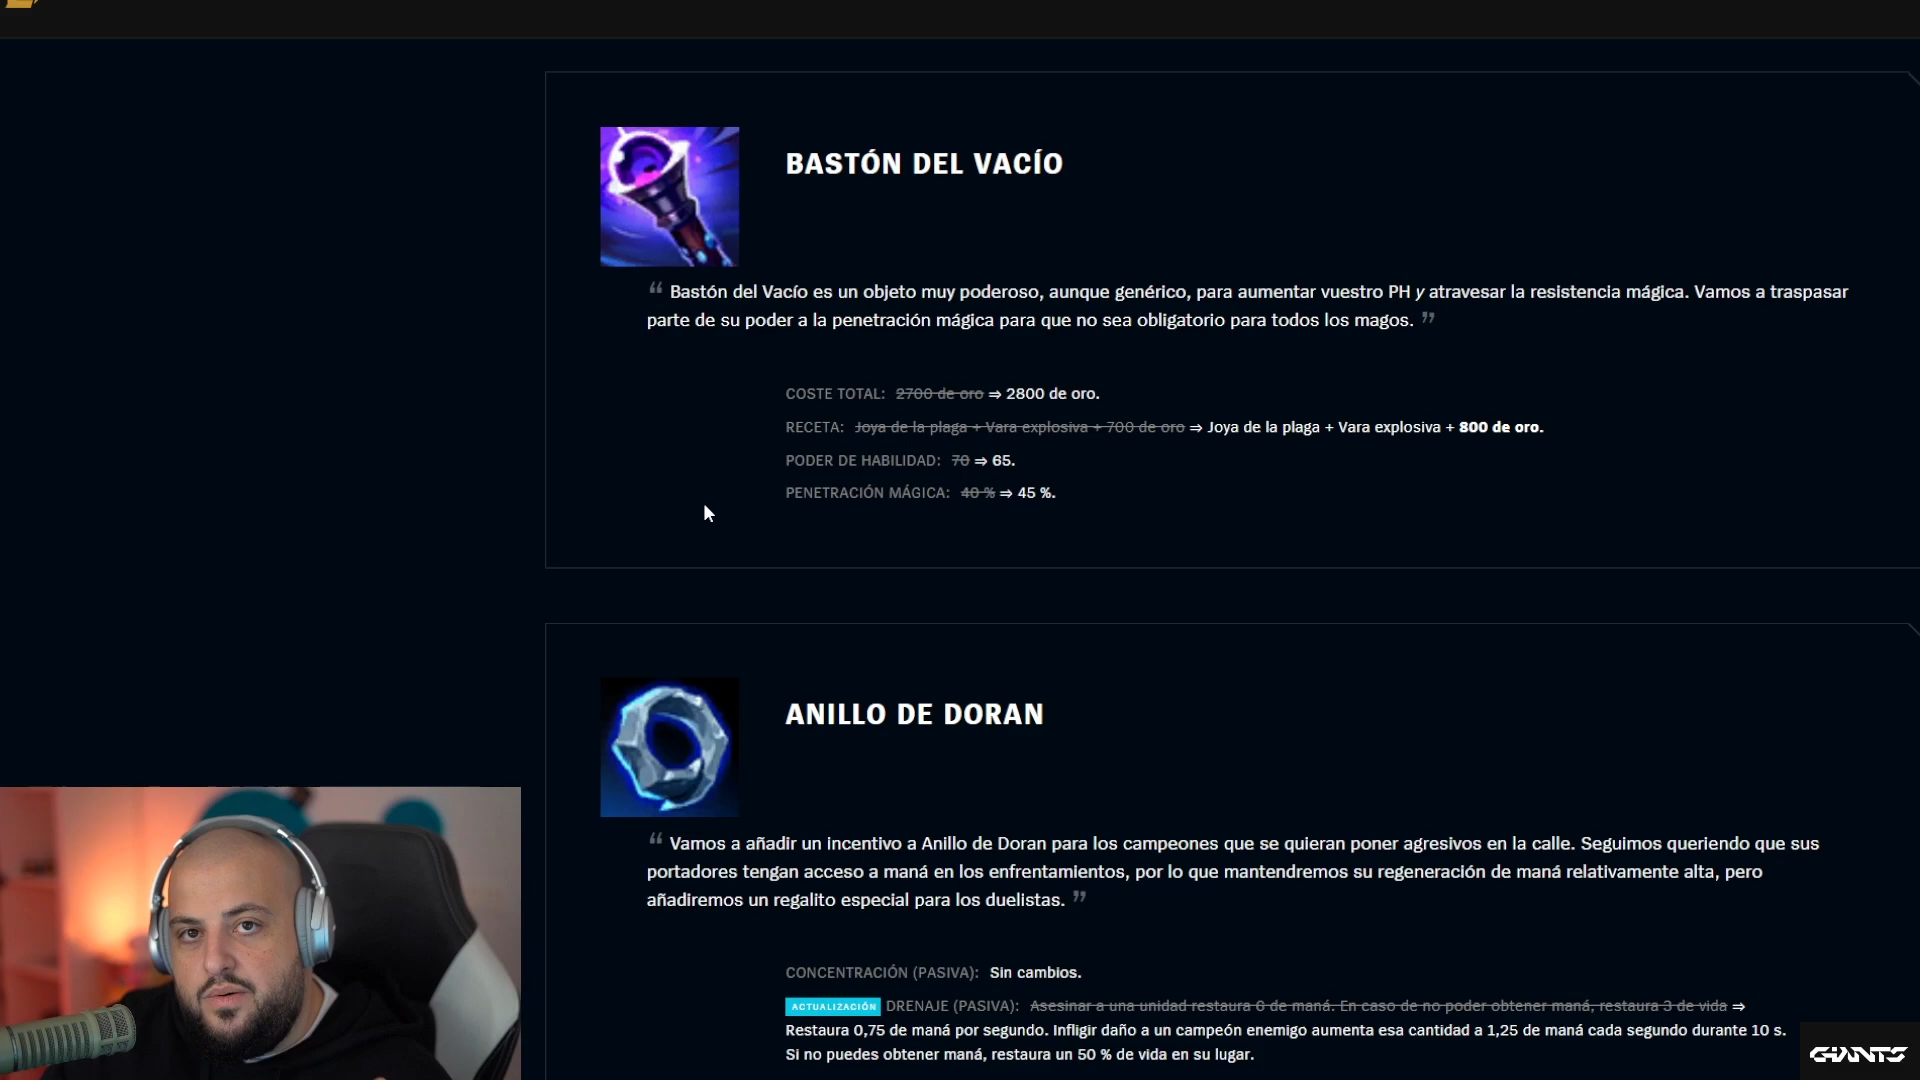 BASTÓN DEL VACÍO
“ Bastón del Vacío es un objeto muy poderoso, aunque genérico, para aumentar vuestro PH y atravesar la resistencia mágica. Vamos a traspasar
parte de su poder a la penetración mágica para que no sea obligatorio para todos los magos. ”
COSTE TOTAL: 2700 de oro ⇒ 2800 de oro.
RECETA: Joya de la plaga + Vara explosiva + 700 de oro ⇒ Joya de la plaga + Vara explosiva + 800 de oro.
PODER DE HABILIDAD: 70 ⇒ 65.
PENETRACIÓN MÁGICA: 40 % ⇒ 45 %.
ANILLO DE DORAN
“ Vamos a añadir un incentivo a Anillo de Doran para los campeones que se quieran poner agresivos en la calle. Seguimos queriendo que sus
portadores tengan acceso a maná en los enfrentamientos, por lo que mantendremos su regeneración de maná relativamente alta, pero
añadiremos un regalito especial para los duelistas. ”
CONCENTRACIÓN (PASIVA): Sin cambios.
ACTUALIZACIÓN DRENAJE (PASIVA): Asesinar a una unidad restaura 6 de maná. En caso de no poder obtener maná, restaura 3 de vida ⇒
Restaura 0,75 de maná por segundo. Infligir daño a un campeón enemigo aumenta esa cantidad a 1,25 de maná cada segundo durante 10 s.
Si no puedes obtener maná, restaura un 50 % de vida en su lugar.
GIANTS